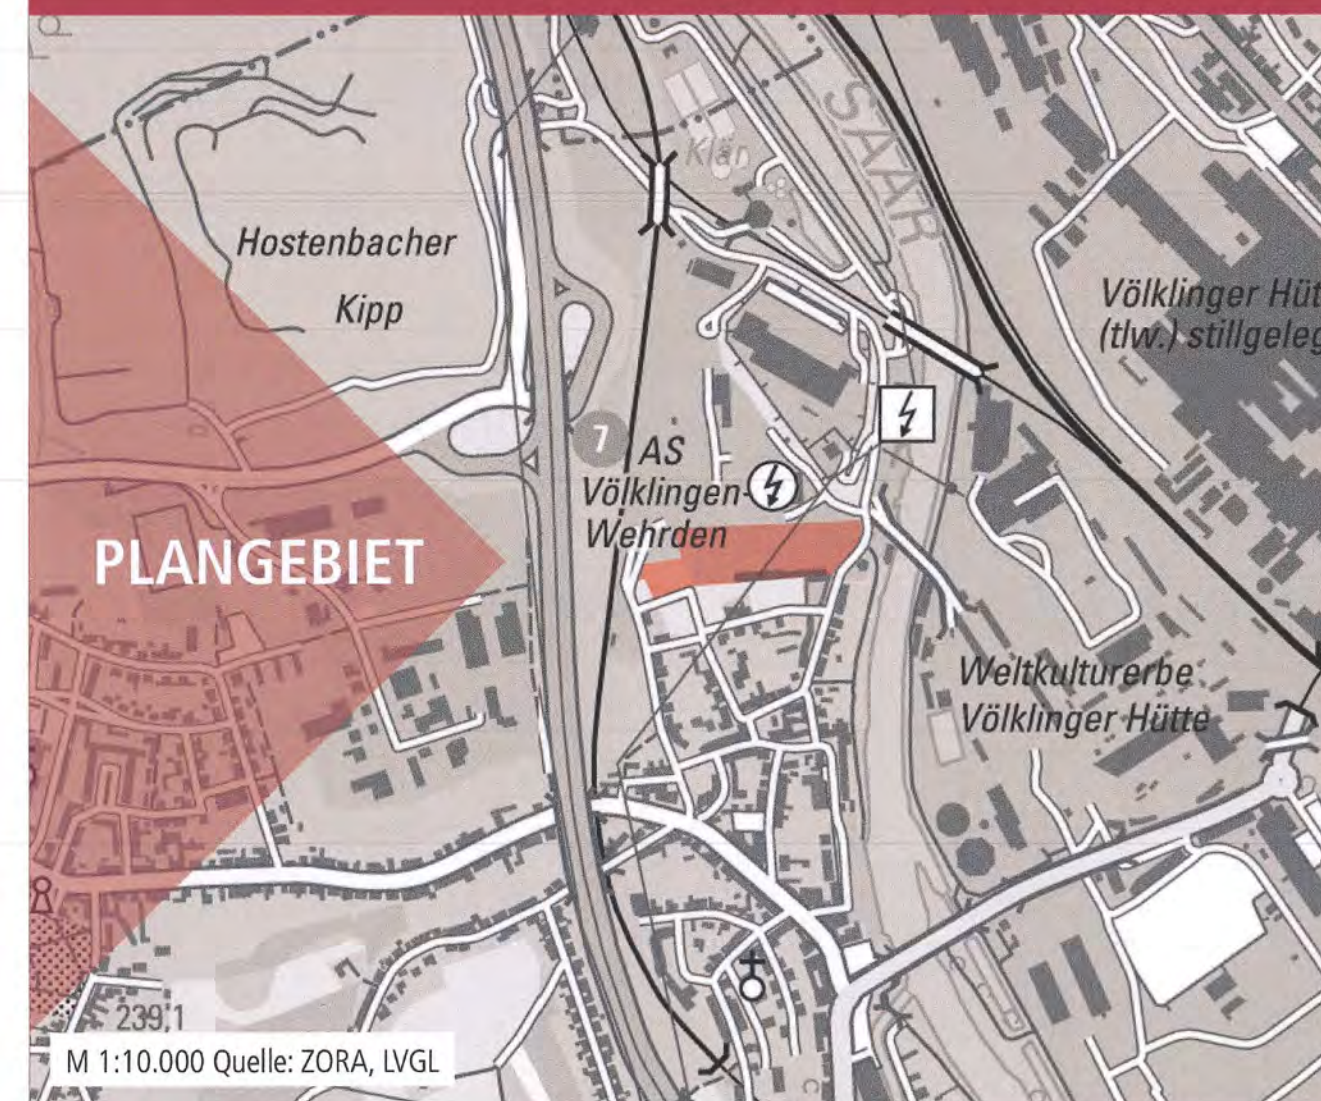 Klär
SAAR
Hostenbacher
Kipp
Völklinger Hüt
(tlw.) stillgeleg
7
AS
Völklingen-
Wehrden
PLANGEBIET
Weltkulturerbe
Völklinger Hütte
239,1
M 1:10.000 Quelle: ZORA, LVGL